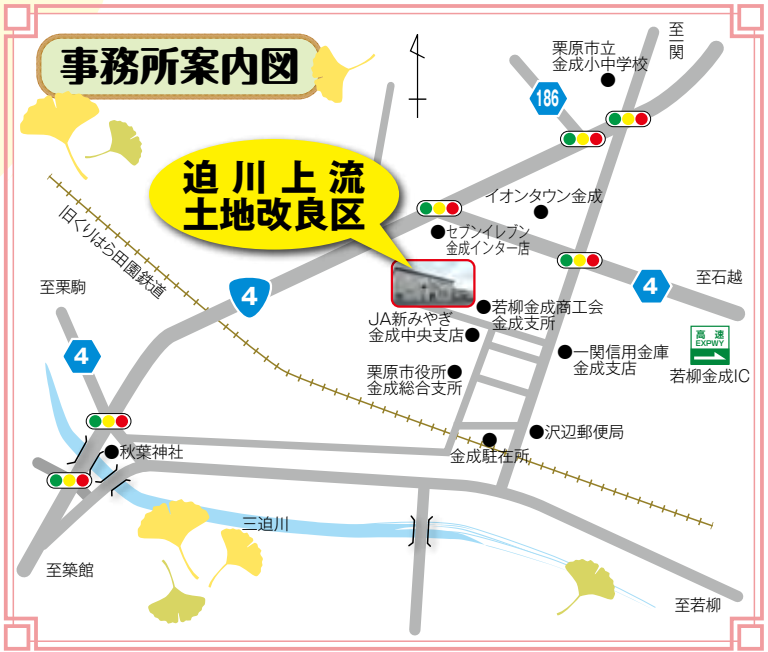 事務所案内図
至一関
栗原市立
金成小中学校
186
迫川上流
土地改良区
イオンタウン金成
セブンイレブン
金成インター店
旧くりはら田園鉄道
至栗駒
4
至石越
4
若柳金成商工会
金成支所
JA新みやぎ
金成中央支店
高速
EXPWY
若柳金成IC
4
一関信用金庫
金成支店
栗原市役所
金成総合支所
沢辺郵便局
秋葉神社
金成駐在所
三迫川
至築館
至若柳